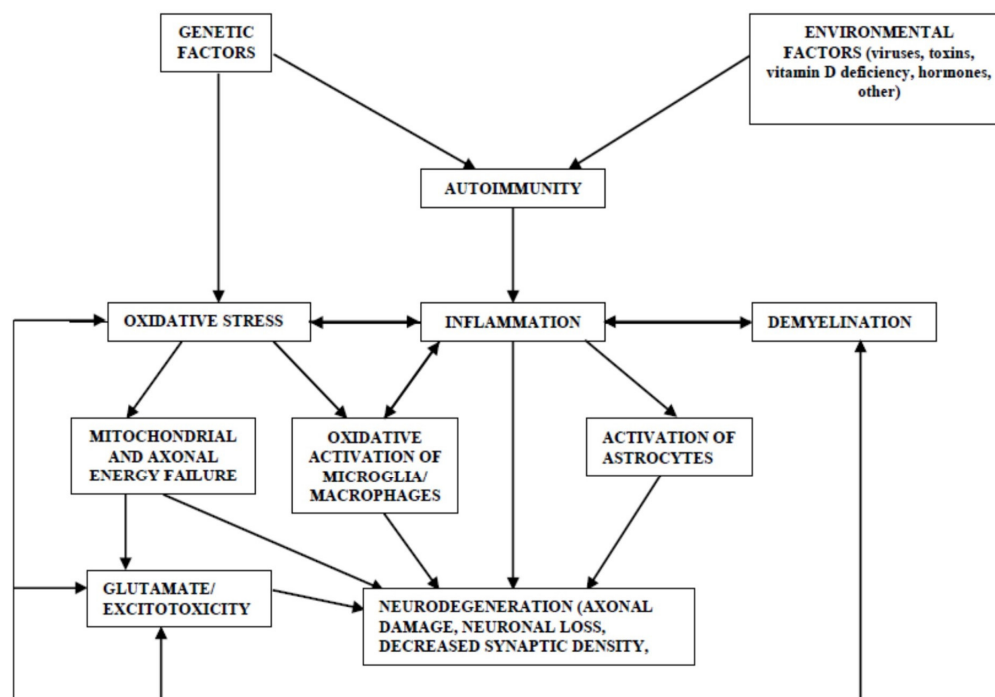 GENETIC
FACTORS
ENVIRONMENTAL
FACTORS (viruses, toxins,
vitamin D deficiency, hormones,
other)
AUTOIMMUNITY
OXIDATIVE STRESS
INFLAMMATION
DEMYELINATION
MITOCHONDRIAL
AND AXONAL
ENERGY FAILURE
OXIDATIVE
ACTIVATION OF
MICROGLIA/
MACROPHAGES
ACTIVATION OF
ASTROCYTES
GLUTAMATE/
EXCITOTOXICITY
NEURODEGENERATION (AXONAL
DAMAGE, NEURONAL LOSS,
DECREASED SYNAPTIC DENSITY,